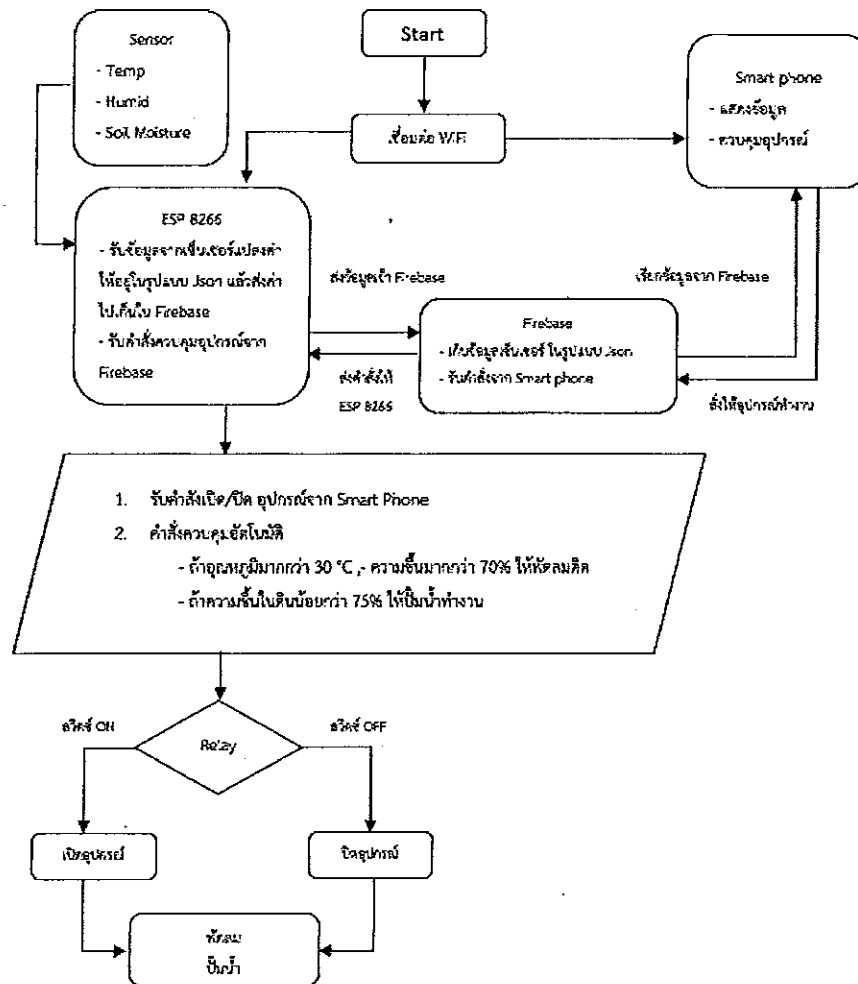 Start
Sensor
- Temp
- Humid
- Soil Moisture
Smart phone
- แสดงข้อมูล
- ควบคุมอุปกรณ์
เชื่อมต่อ WiFi
ESP 8266
- รับข้อมูลจากเซ็นเซอร์แปลงค่า
ให้อยู่ในรูปแบบ Json แล้วส่งค่า
ไปเก็บใน Firebase
- รับคำสั่งควบคุมอุปกรณ์จาก
Firebase
ส่งข้อมูลเข้า Firebase
เรียกข้อมูลจาก Firebase
Firebase
- เก็บข้อมูลเซ็นเซอร์ ในรูปแบบ Json
- รับคำสั่งจาก Smart phone
ส่งคำสั่งให้
ESP 8266
สั่งให้อุปกรณ์ทำงาน
1. รับคำสั่งเปิด/ปิด อุปกรณ์จาก Smart Phone
2. คำสั่งควบคุมอัตโนมัติ
- ถ้าอุณหภูมิมากกว่า 30 °C ,- ความชื้นมากกว่า 70% ให้พัดลมติด
- ถ้าความชื้นในดินน้อยกว่า 75% ให้ปั๊มน้ำทำงาน
สวิตช์ ON
สวิตช์ OFF
Relay
เปิดอุปกรณ์
ปิดอุปกรณ์
พัดลม
ปั๊มน้ำ